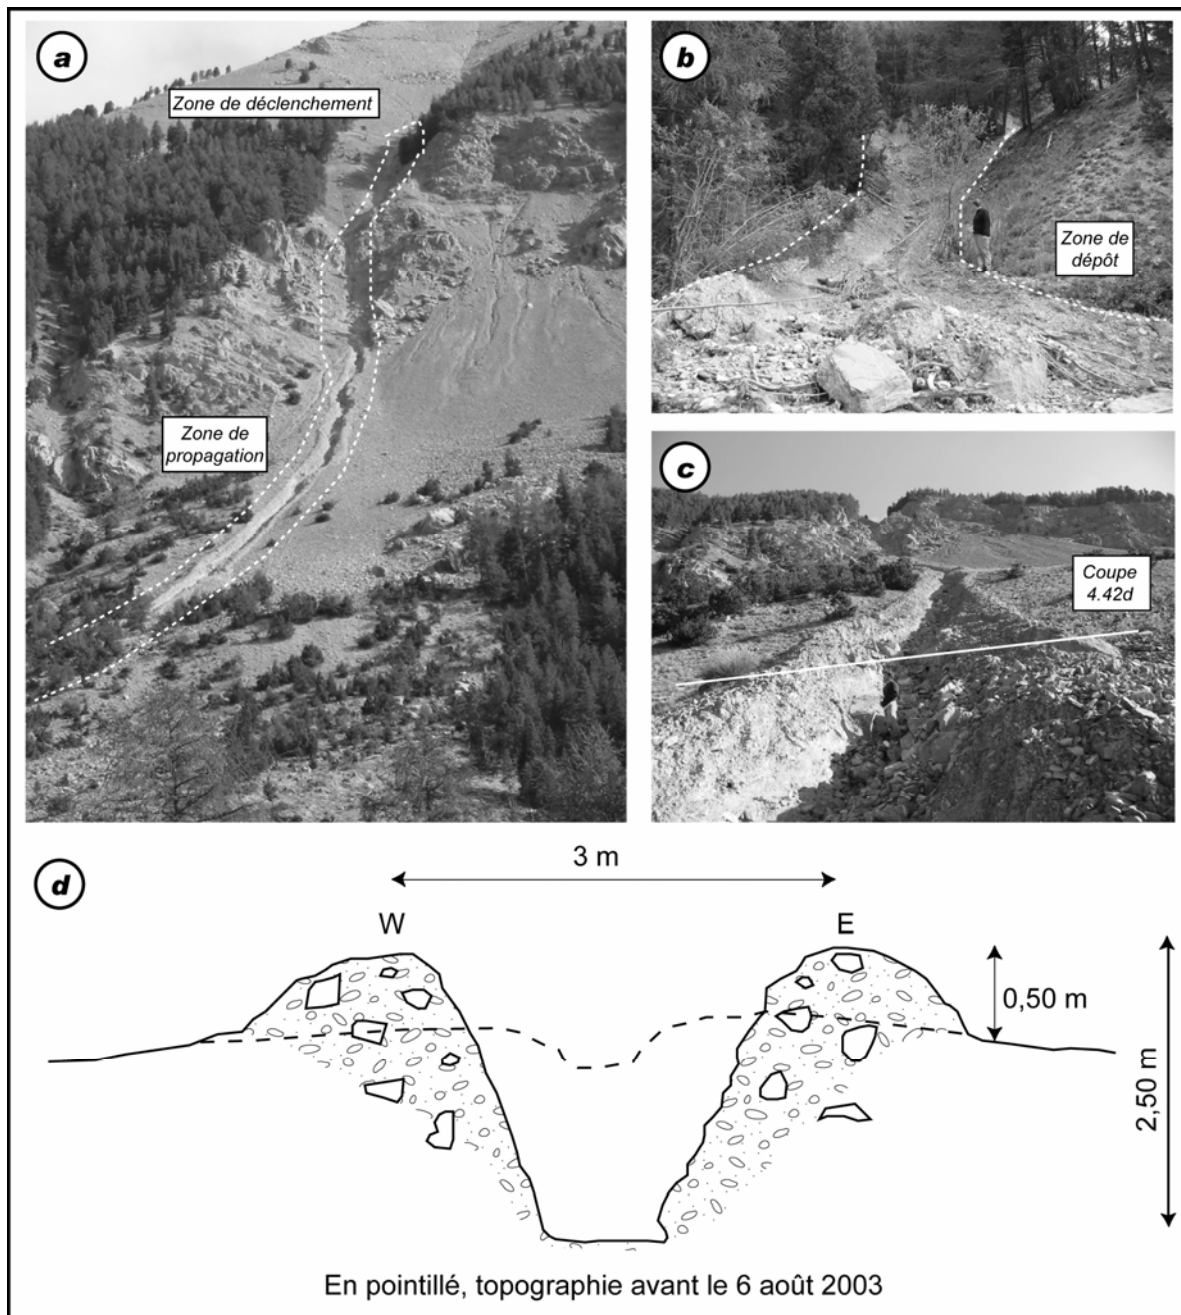 a
Zone de déclenchement
Zone de
propagation
b
Zone de
dépôt
c
Coupe
4.42d
d
3 m
W
E
0,50 m
2,50 m
En pointillé, topographie avant le 6 août 2003